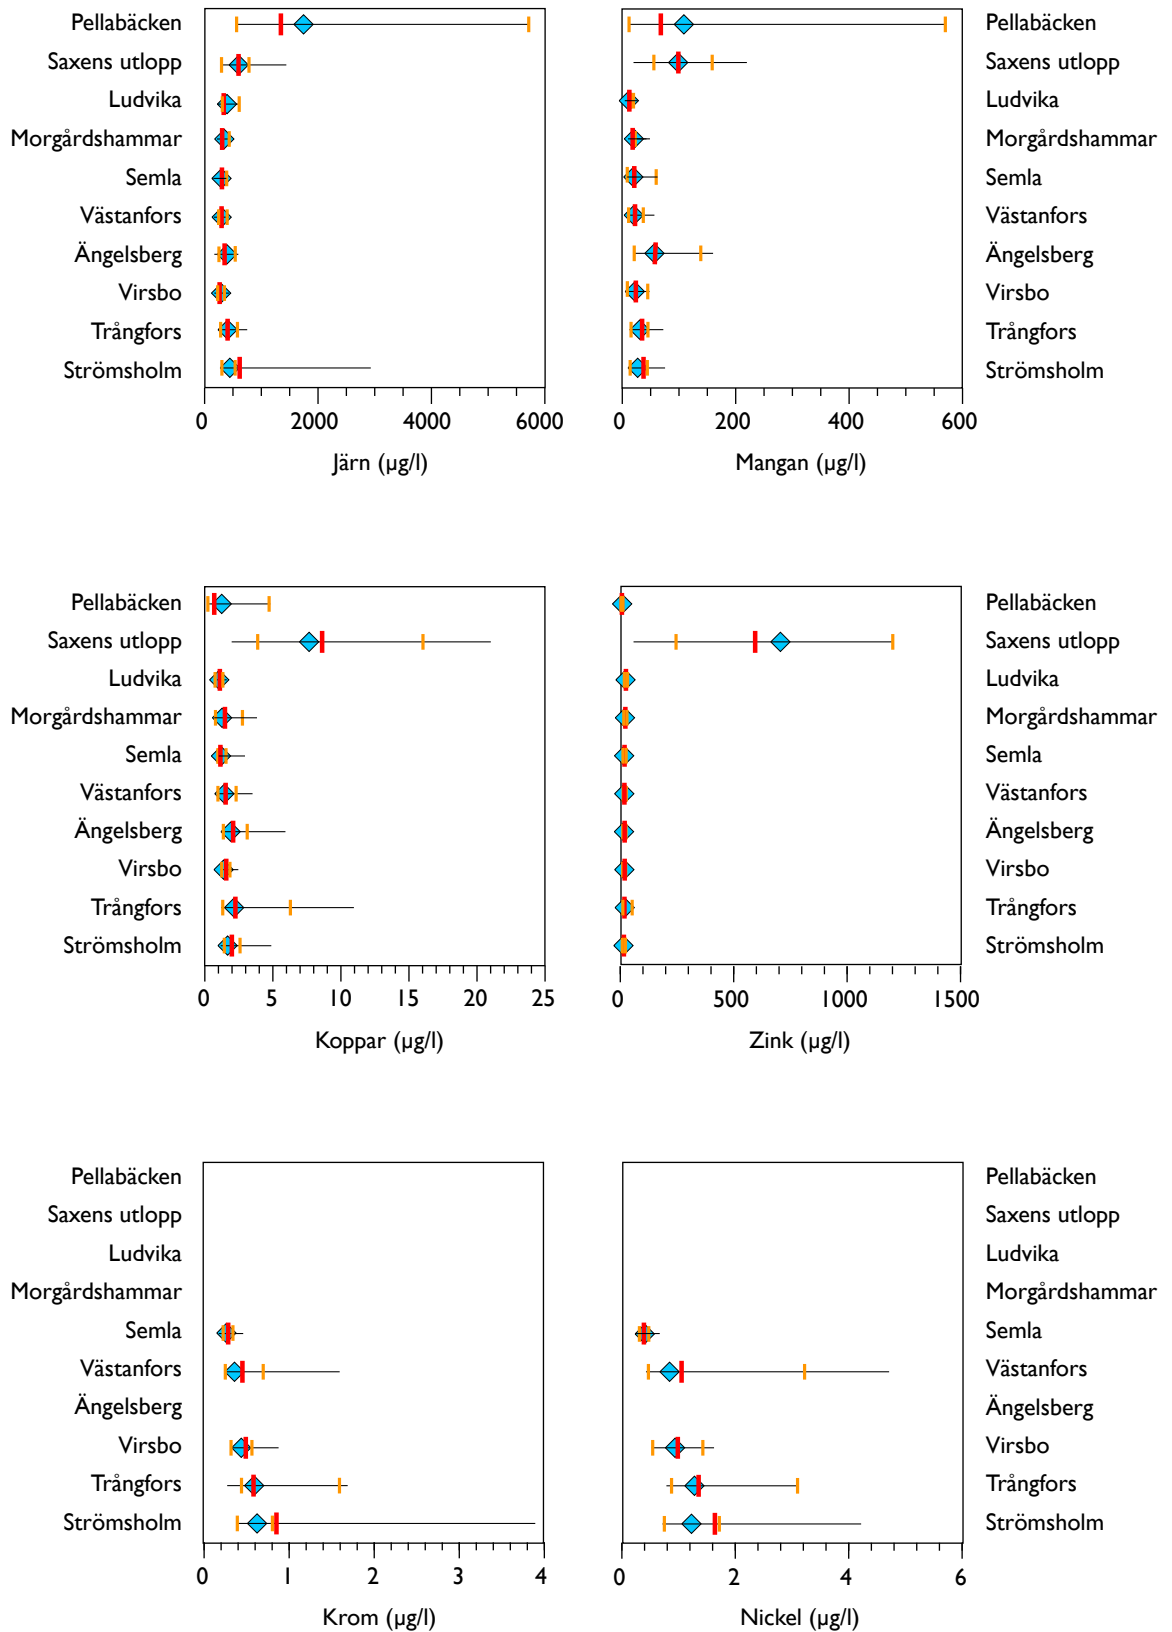 Pellabäcken Pellabäcken
Saxens utlopp Saxens utlopp
Ludvika Ludvika
Morgårdshammar Morgårdshammar
Semla Semla
Västanfors Västanfors
Ängelsberg Ängelsberg
Virsbo Virsbo
Trångfors Trångfors
Strömsholm Strömsholm
0 2000 4000 6000 0 200 400 600
Järn (µg/l) Mangan (µg/l)
Pellabäcken Pellabäcken
Saxens utlopp Saxens utlopp
Ludvika Ludvika
Morgårdshammar Morgårdshammar
Semla Semla
Västanfors Västanfors
Ängelsberg Ängelsberg
Virsbo Virsbo
Trångfors Trångfors
Strömsholm Strömsholm
0 5 10 15 20 25 0 500 1000 1500
Koppar (µg/l) Zink (µg/l)
Pellabäcken Pellabäcken
Saxens utlopp Saxens utlopp
Ludvika Ludvika
Morgårdshammar Morgårdshammar
Semla Semla
Västanfors Västanfors
Ängelsberg Ängelsberg
Virsbo Virsbo
Trångfors Trångfors
Strömsholm Strömsholm
0 1 2 3 4 0 2 4 6
Krom (µg/l) Nickel (µg/l)